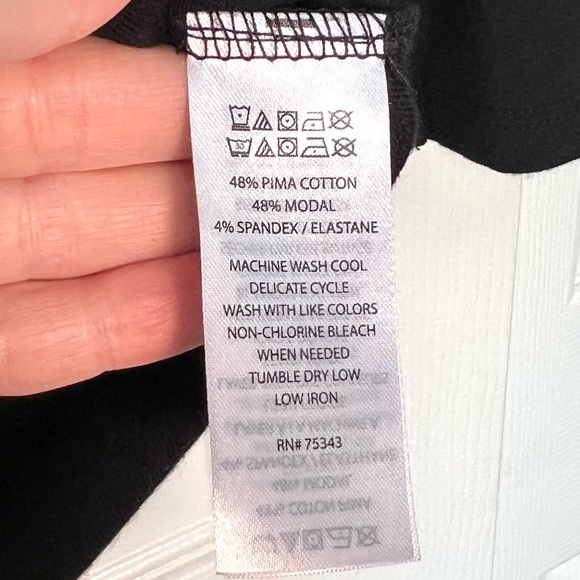 48% PIMA COTTON
48% MODAL
4% SPANDEX / ELASTANE
MACHINE WASH COOL
DELICATE CYCLE
WASH WITH LIKE COLORS
NON-CHLORINE BLEACH
WHEN NEEDED
TUMBLE DRY LOW
LOW IRON
RN# 75343